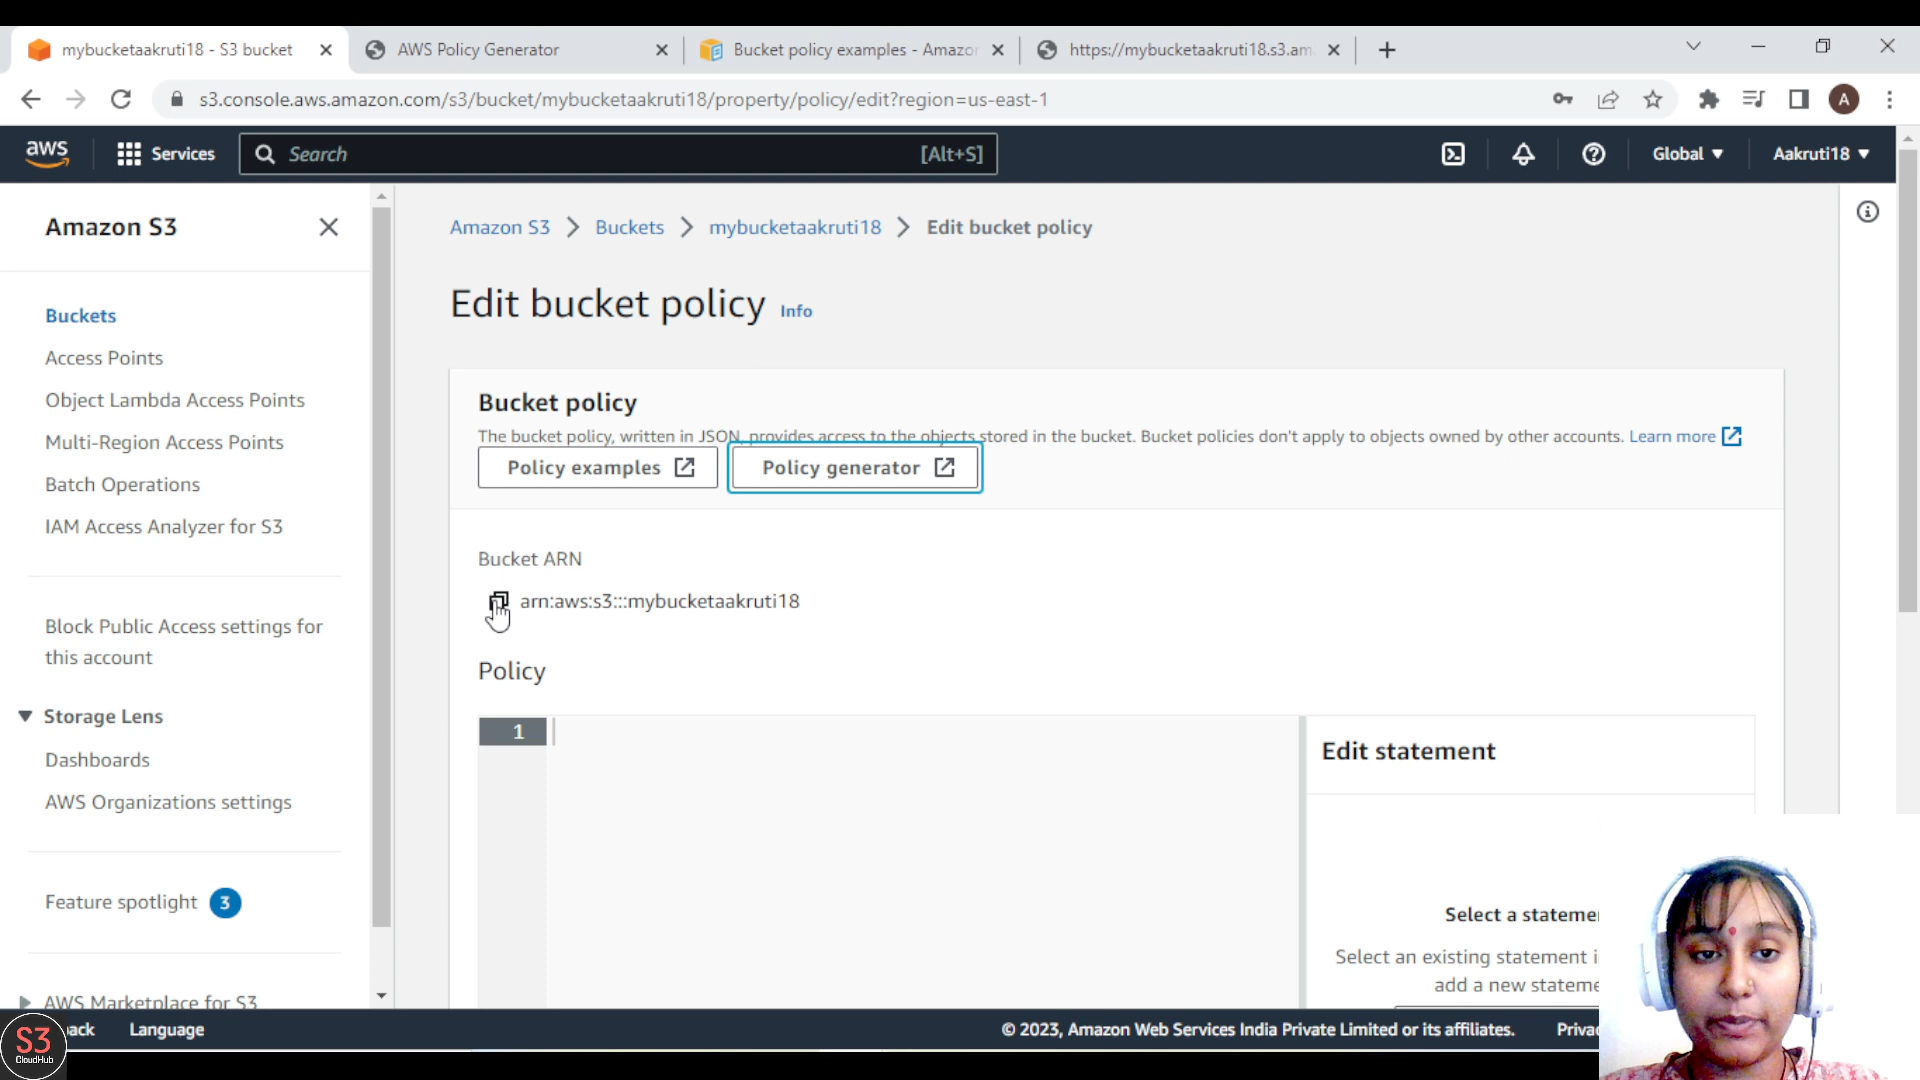 mybucketaakruti18 - S3 bucket
AWS Policy Generator
Bucket policy examples - Amazon
https://mybucketaakruti18.s3.am
s3.console.aws.amazon.com/s3/bucket/mybucketaakruti18/property/policy/edit?region=us-east-1
A
aws
Services
Search
[Alt+S]
Global
Aakruti18
Amazon S3
Buckets
Access Points
Object Lambda Access Points
Multi-Region Access Points
Batch Operations
IAM Access Analyzer for S3
Block Public Access settings for
this account
Storage Lens
Dashboards
AWS Organizations settings
Feature spotlight 3
AWS Marketplace for S3
Amazon S3 > Buckets > mybucketaakruti18 > Edit bucket policy
Edit bucket policy Info
Bucket policy
The bucket policy, written in JSON, provides access to the objects stored in the bucket. Bucket policies don't apply to objects owned by other accounts. Learn more
Policy examples
Policy generator
Bucket ARN
arn:aws:s3:::mybucketaakruti18
Policy
1
Edit statement
Select a stateme
Select an existing statement i
add a new stateme
S3
CloudHub
ack
Language
© 2023, Amazon Web Services India Private Limited or its affiliates.
Priva